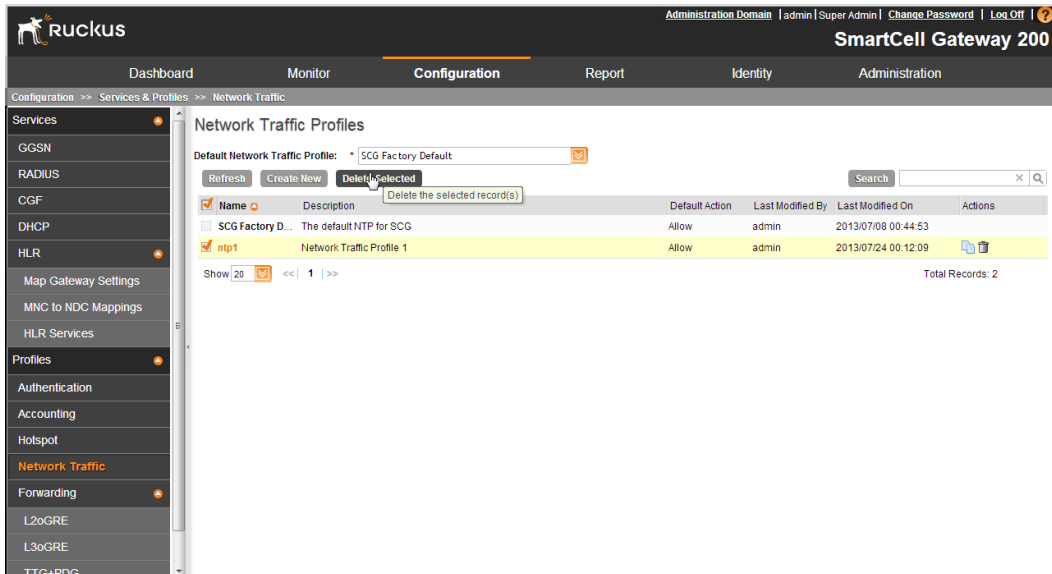 Ruckus
Administration Domain | admin | Super Admin | Change Password | Log Off | ?
SmartCell Gateway 200
Dashboard Monitor Configuration Report Identity Administration
Configuration >> Services & Profiles >> Network Traffic
Services
GGSN
RADIUS
CGF
DHCP
HLR
Map Gateway Settings
MNC to NDC Mappings
HLR Services
Profiles
Authentication
Accounting
Hotspot
Network Traffic
Forwarding
L2oGRE
L3oGRE
TTG+PDG
Network Traffic Profiles
Default Network Traffic Profile: * SCG Factory Default
Refresh Create New Delete Selected Search
Delete the selected record(s)
Name Description Default Action Last Modified By Last Modified On Actions
SCG Factory D... The default NTP for SCG Allow admin 2013/07/08 00:44:53
ntp1 Network Traffic Profile 1 Allow admin 2013/07/24 00:12:09
Show 20 << | 1 | >> Total Records: 2